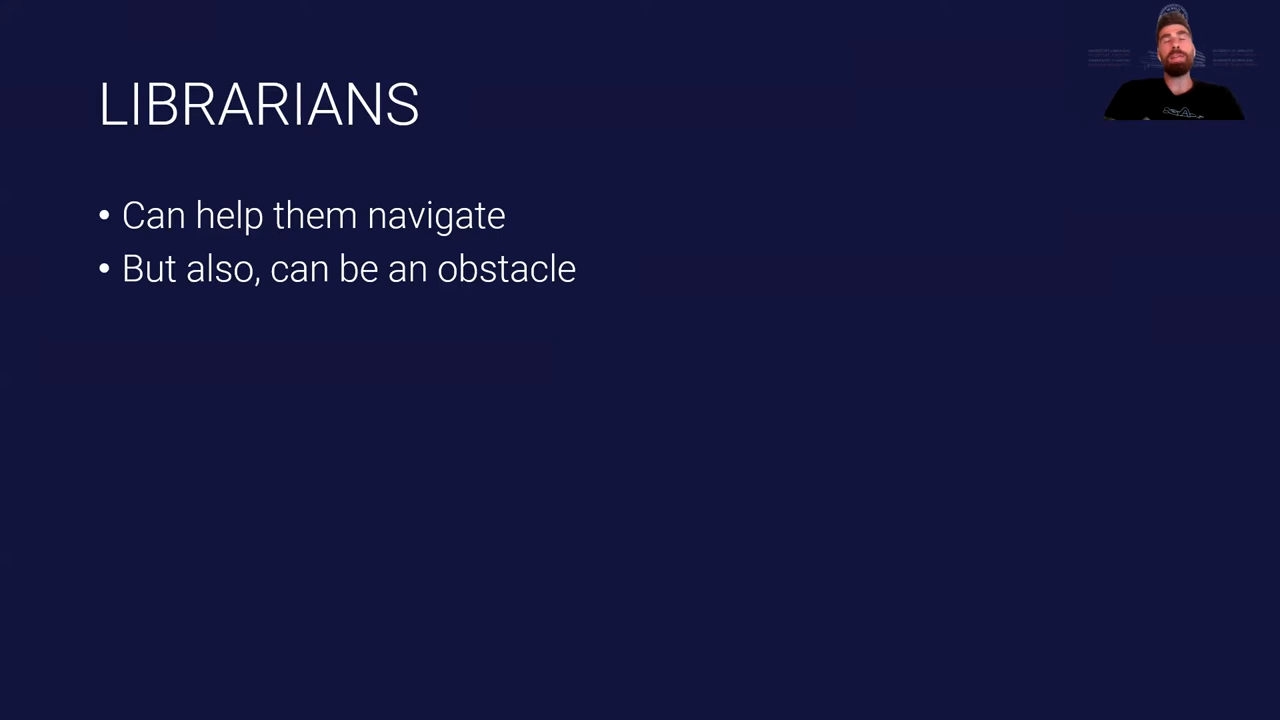 LIBRARIANS
• Can help them navigate
• But also, can be an obstacle